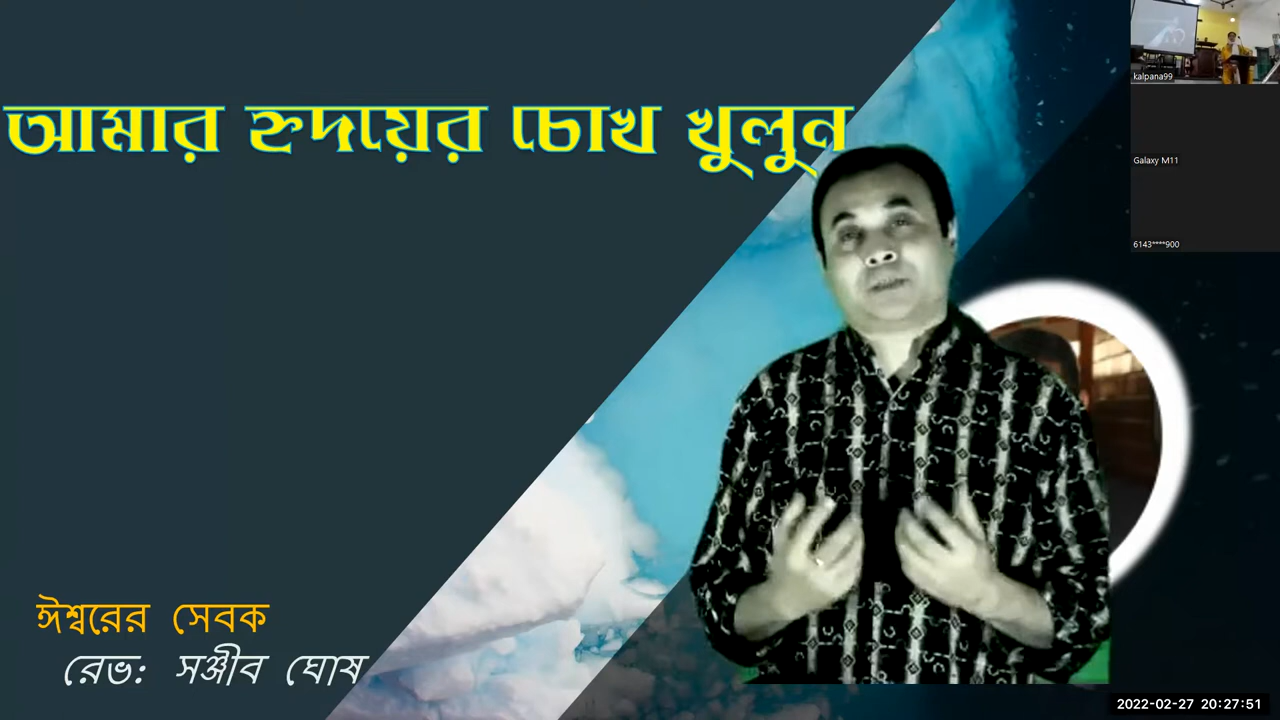 আমার হৃদয়ের চোখ খুলুন
ঈশ্বরের সেবক
রেভ: সঞ্জীব ঘোষ
kalpana99
Galaxy M11
6143****900
2022-02-27 20:27:51